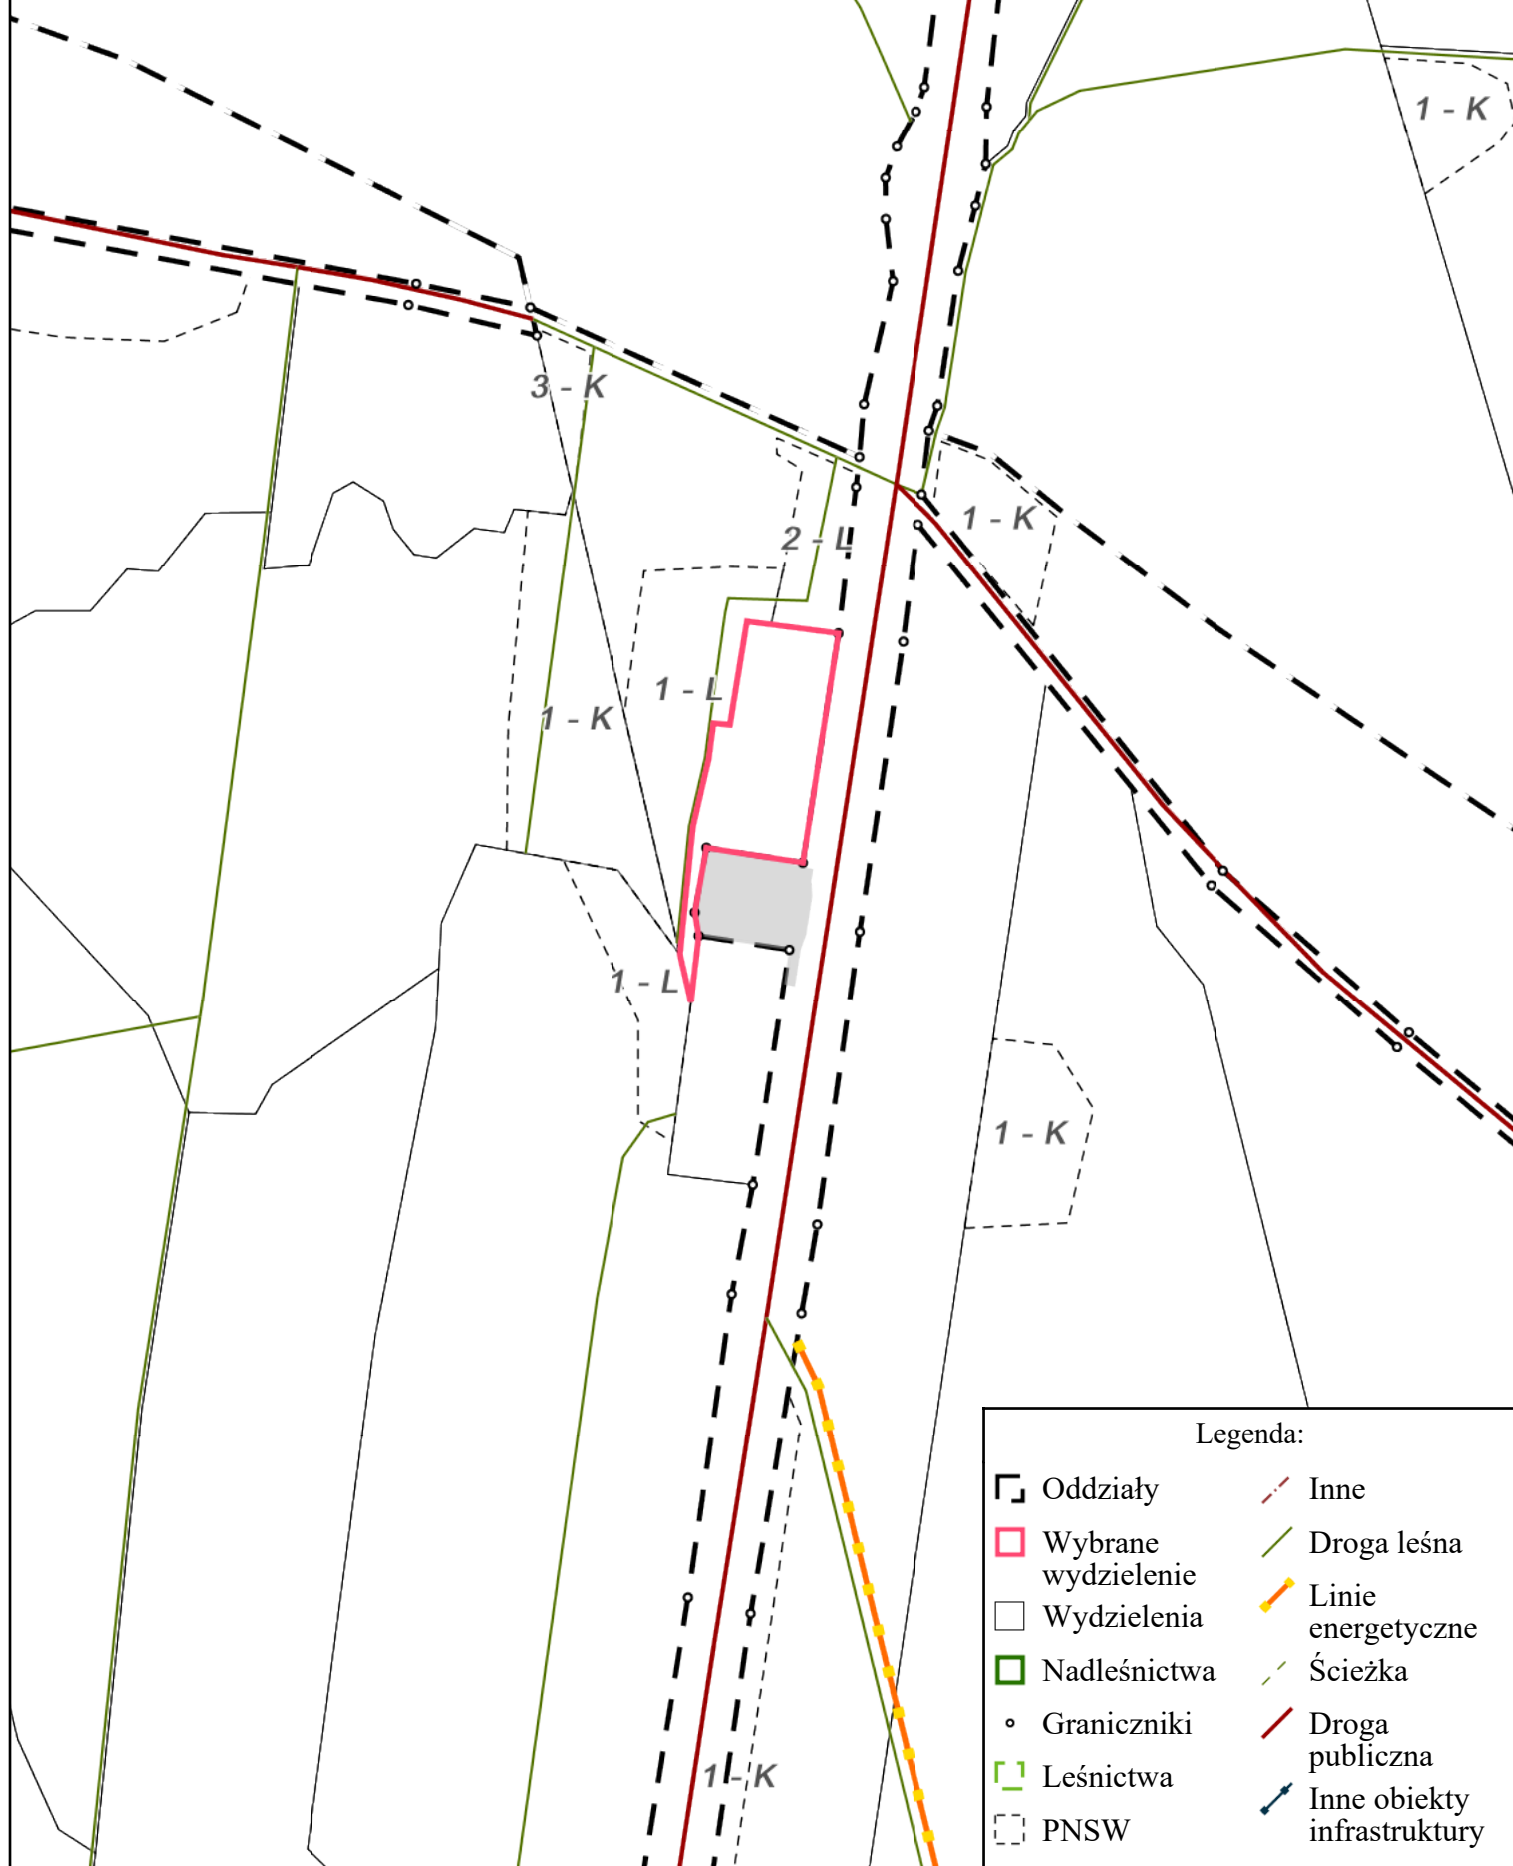 1 - K
3 - K
1 - K
2 - L
1 - L
1 - K
1 - L
1 - K
1 - K
Legenda:
Oddziały
Wybrane
wydzielenie
Wydzielenia
Nadleśnictwa
Graniczniki
Leśnictwa
PNSW
Inne
Droga leśna
Linie
energetyczne
Ścieżka
Droga
publiczna
Inne obiekty
infrastruktury